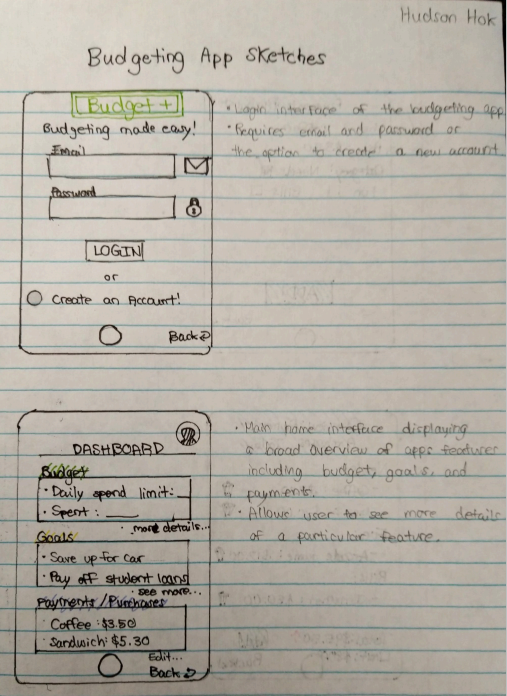 Hudson Hok
Budgeting App Sketches
Budget +
Budgeting made easy!
Email
Password
LOGIN
or
Create an Account!
Back
• Login interface of the budgeting app
• Requires email and password or
the option to create a new account
DASHBOARD
Budget
• Daily spend limit: __
• Spent: ____
• more details...
Goals
• Save up for car
• Pay off student loans
• see more...
Payments / Purchases
• Coffee: $3.50
• Sandwich: $5.30
Edit...
Back
• Main home interface displaying
a broad overview of apps features
including budget, goals, and
payments.
• Allows user to see more details
of a particular feature.